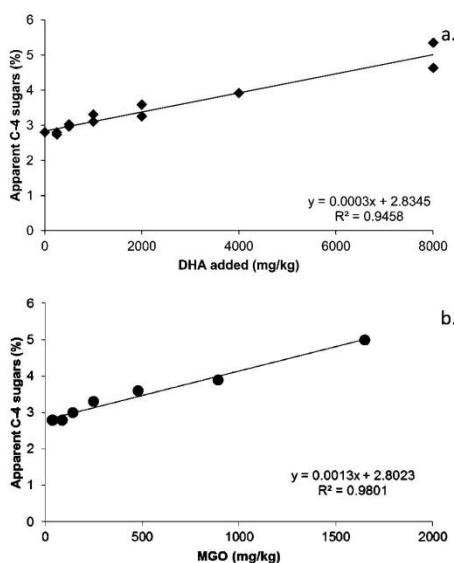 a.
Apparent C-4 sugars (%)
6
5
4
3
2
1
0
y = 0.0003x + 2.8345
R² = 0.9458
0 2000 4000 6000 8000
DHA added (mg/kg)
b.
Apparent C-4 sugars (%)
6
5
4
3
2
1
0
y = 0.0013x + 2.8023
R² = 0.9801
0 500 1000 1500 2000
MGO (mg/kg)